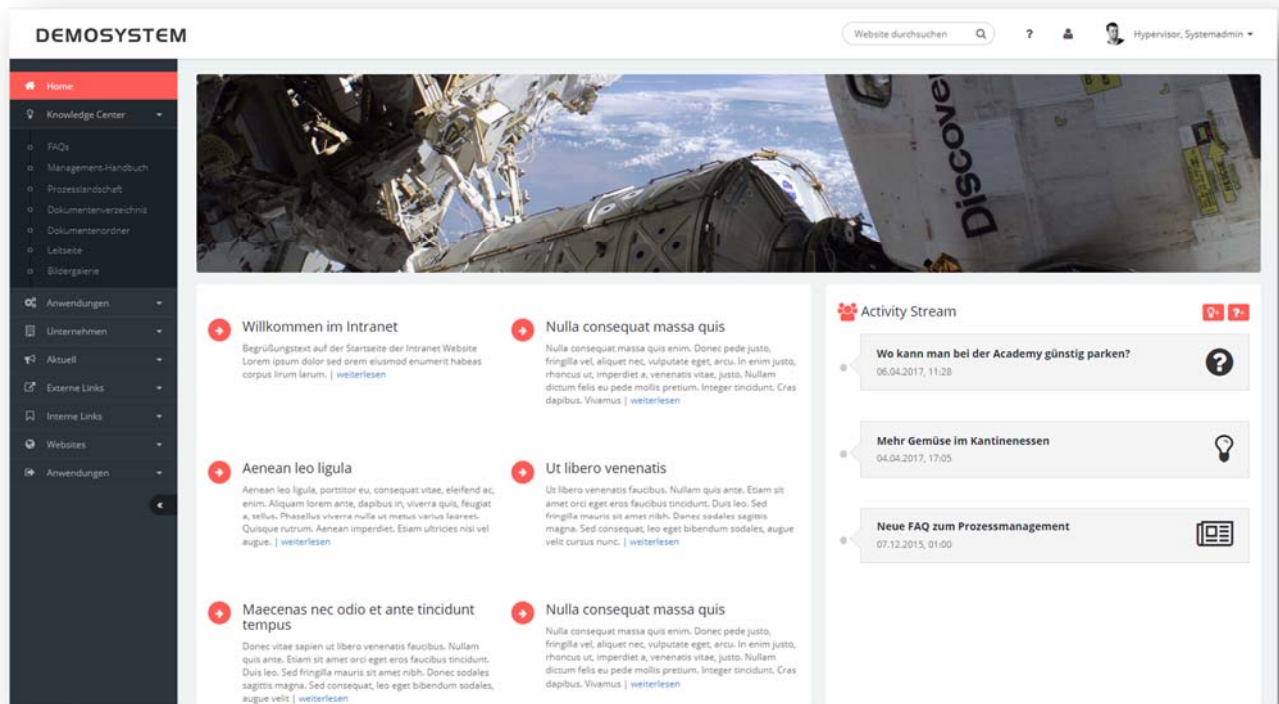 DEMOSYSTEM
Website durchsuchen
?
Hypervisor, Systemadmin
Home
Knowledge Center
FAQs
Management-Handbuch
Prozesslandschaft
Dokumentenverzeichnis
Dokumentenordner
Leitseite
Bildergalerie
Anwendungen
Unternehmen
Aktuell
Externe Links
Interne Links
Websites
Anwendungen
Discover
Willkommen im Intranet
Begrüßungstext auf der Startseite der Intranet Website
Lorem ipsum dolor sed orem eiusmod enumerit habeas
corpus lirum larum. | weiterlesen
Nulla consequat massa quis
Nulla consequat massa quis enim. Donec pede justo,
fringilla vel, aliquet nec, vulputate eget, arcu. In enim justo,
rhoncus ut, imperdiet a, venenatis vitae, justo. Nullam
dictum felis eu pede mollis pretium. Integer tincidunt. Cras
dapibus. Vivamus | weiterlesen
Aenean leo ligula
Aenean leo ligula, porttitor eu, consequat vitae, eleifend ac,
enim. Aliquam lorem ante, dapibus in, viverra quis, feugiat
a, tellus. Phasellus viverra nulla ut metus varius laoreet.
Quisque rutrum. Aenean imperdiet. Etiam ultricies nisi vel
augue. | weiterlesen
Ut libero venenatis
Ut libero venenatis faucibus. Nullam quis ante. Etiam sit
amet orci eget eros faucibus tincidunt. Duis leo. Sed
fringilla mauris sit amet nibh. Donec sodales sagittis
magna. Sed consequat, leo eget bibendum sodales, augue
velit cursus nunc. | weiterlesen
Maecenas nec odio et ante tincidunt
tempus
Donec vitae sapien ut libero venenatis faucibus. Nullam
quis ante. Etiam sit amet orci eget eros faucibus tincidunt.
Duis leo. Sed fringilla mauris sit amet nibh. Donec sodales
sagittis magna. Sed consequat, leo eget bibendum sodales,
augue velit | weiterlesen
Nulla consequat massa quis
Nulla consequat massa quis enim. Donec pede justo,
fringilla vel, aliquet nec, vulputate eget, arcu. In enim justo,
rhoncus ut, imperdiet a, venenatis vitae, justo. Nullam
dictum felis eu pede mollis pretium. Integer tincidunt. Cras
dapibus. Vivamus | weiterlesen
Activity Stream
Wo kann man bei der Academy günstig parken?
06.04.2017, 11:28
Mehr Gemüse im Kantinenessen
04.04.2017, 17:05
Neue FAQ zum Prozessmanagement
07.12.2015, 01:00